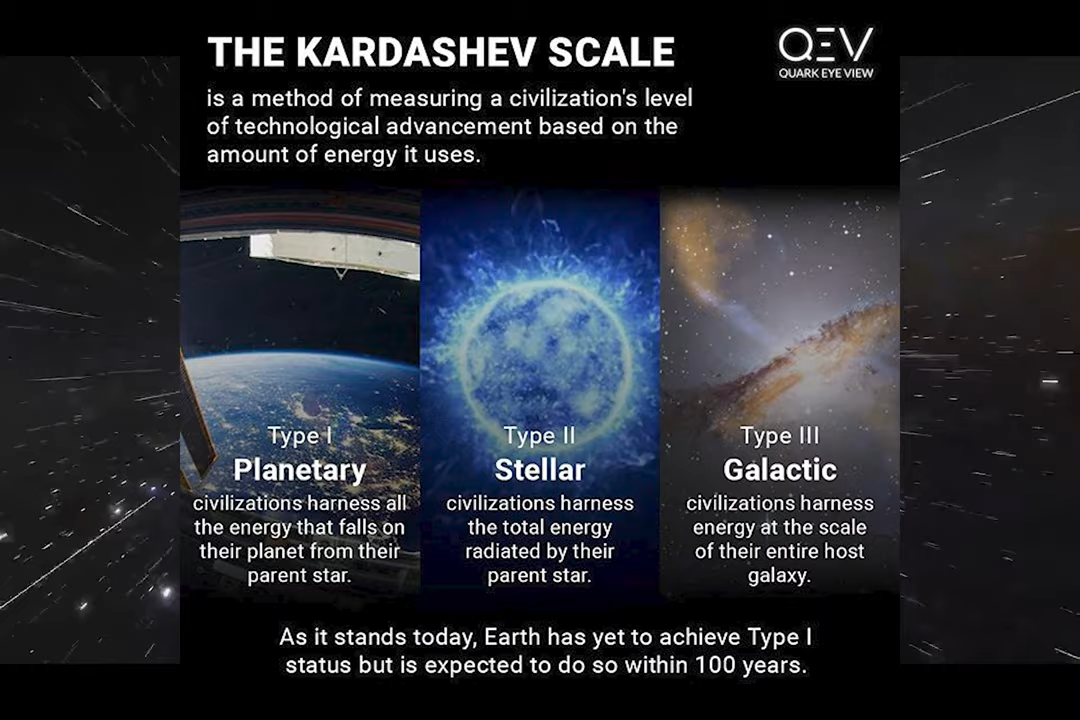 THE KARDASHEV SCALE
QEV
QUARK EYE VIEW
is a method of measuring a civilization's level
of technological advancement based on the
amount of energy it uses.
Type I
Planetary
civilizations harness all
the energy that falls on
their planet from their
parent star.
Type II
Stellar
civilizations harness
the total energy
radiated by their
parent star.
Type III
Galactic
civilizations harness
energy at the scale
of their entire host
galaxy.
As it stands today, Earth has yet to achieve Type I
status but is expected to do so within 100 years.